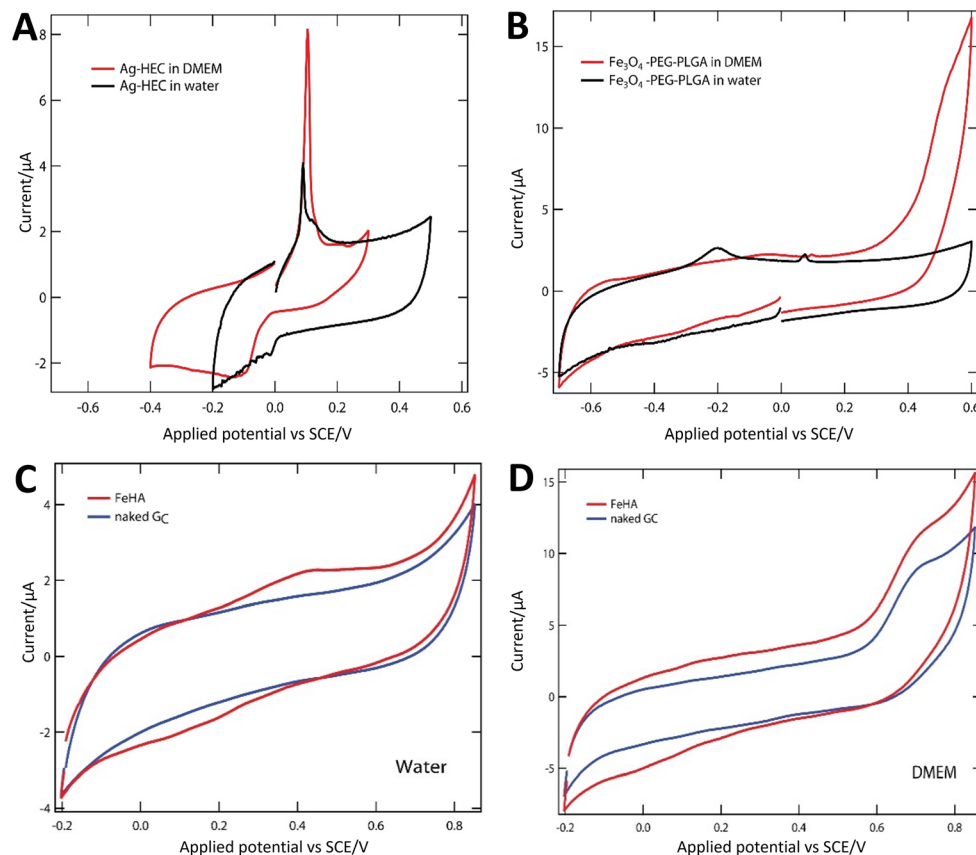 A
8
6
4
2
0
-2
Current/μA
Ag-HEC in DMEM
Ag-HEC in water
-0.6 -0.4 -0.2 0.0 0.2 0.4 0.6
Applied potential vs SCE/V
B
15
10
5
0
-5
Current/μA
Fe₃O₄ -PEG-PLGA in DMEM
Fe₃O₄ -PEG-PLGA in water
-0.6 -0.4 -0.2 0.0 0.2 0.4 0.6
Applied potential vs SCE/V
C
4
2
0
-2
-4
Current/μA
FeHA
naked GC
Water
-0.2 0.0 0.2 0.4 0.6 0.8
Applied potential vs SCE/V
D
15
10
5
0
-5
Current/μA
FeHA
naked GC
DMEM
-0.2 0.0 0.2 0.4 0.6 0.8
Applied potential vs SCE/V